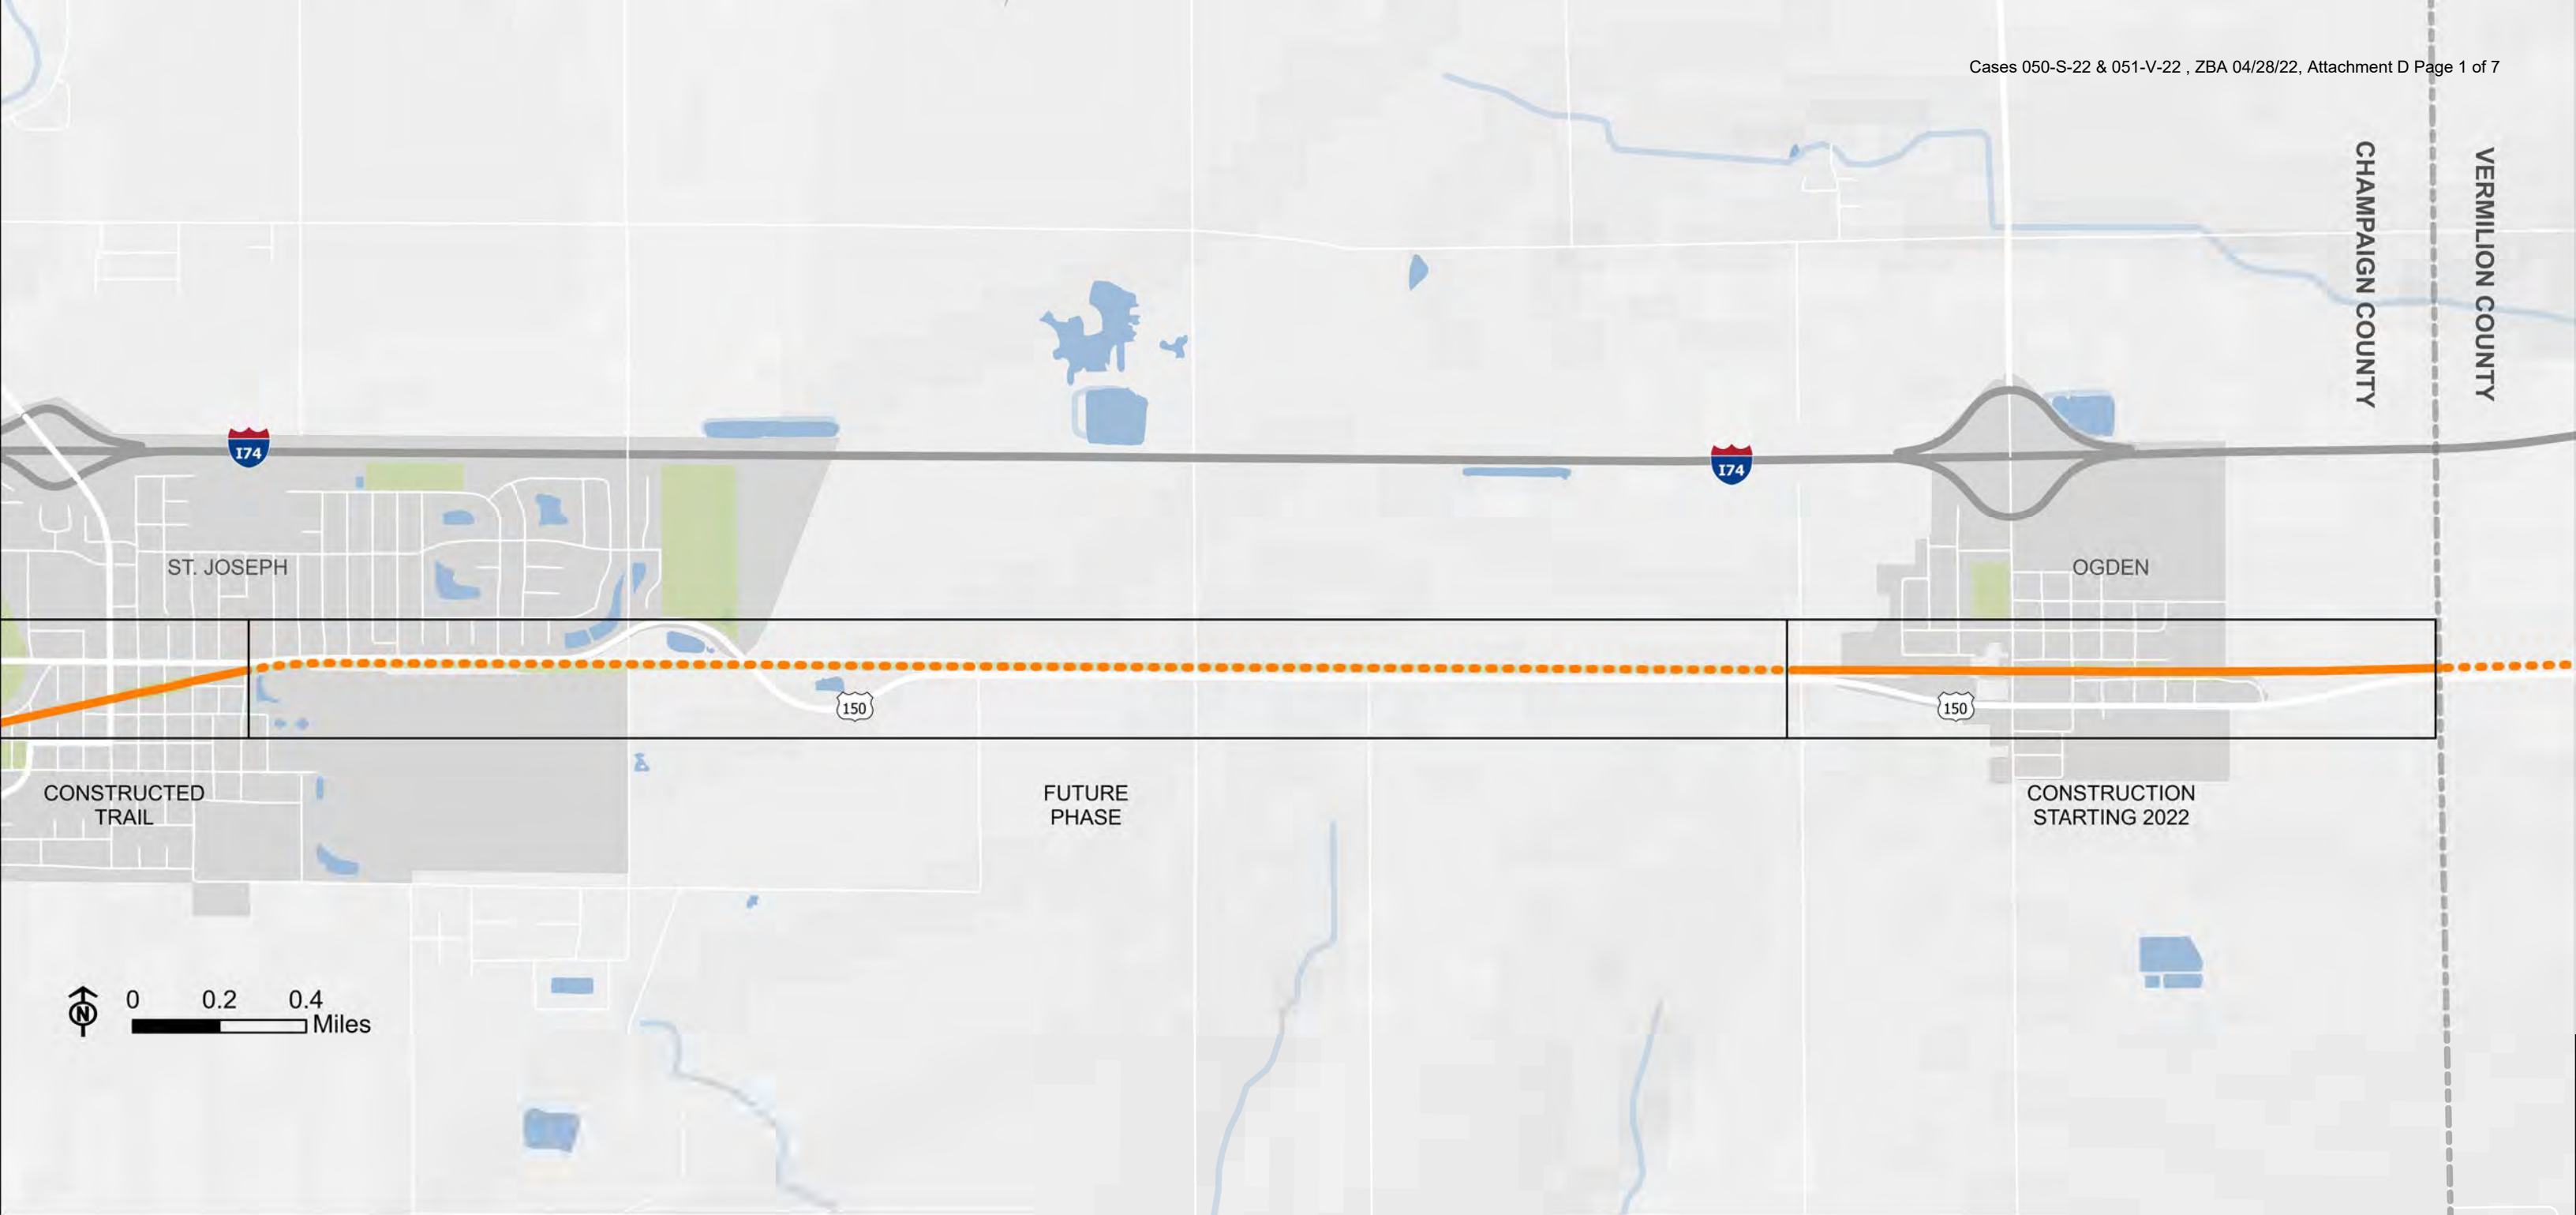 Cases 050-S-22 & 051-V-22 , ZBA 04/28/22, Attachment D Page 1 of 7
CHAMPAIGN COUNTY
VERMILION COUNTY
I74
I74
ST. JOSEPH
OGDEN
150
150
CONSTRUCTED
TRAIL
FUTURE
PHASE
CONSTRUCTION
STARTING 2022
N
0 0.2 0.4
Miles